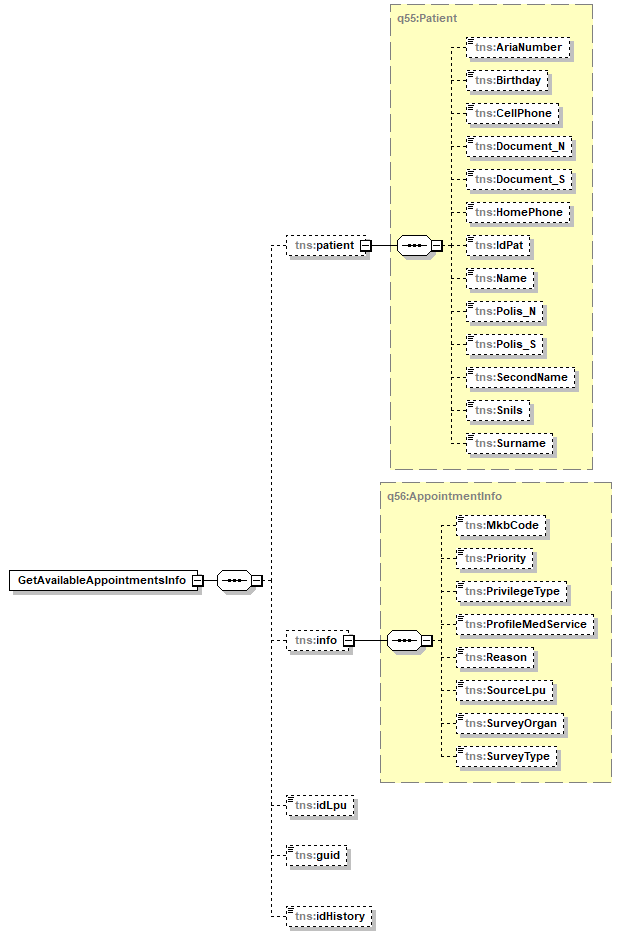 q55:Patient
tns:AriaNumber
tns:Birthday
tns:CellPhone
tns:Document_N
tns:Document_S
tns:HomePhone
tns:patient
tns:IdPat
tns:Name
tns:Polis_N
tns:Polis_S
tns:SecondName
tns:Snils
tns:Surname
q56:AppointmentInfo
tns:MkbCode
tns:Priority
GetAvailableAppointmentsInfo
tns:PrivilegeType
tns:ProfileMedService
tns:info
tns:Reason
tns:SourceLpu
tns:SurveyOrgan
tns:SurveyType
tns:idLpu
tns:guid
tns:idHistory